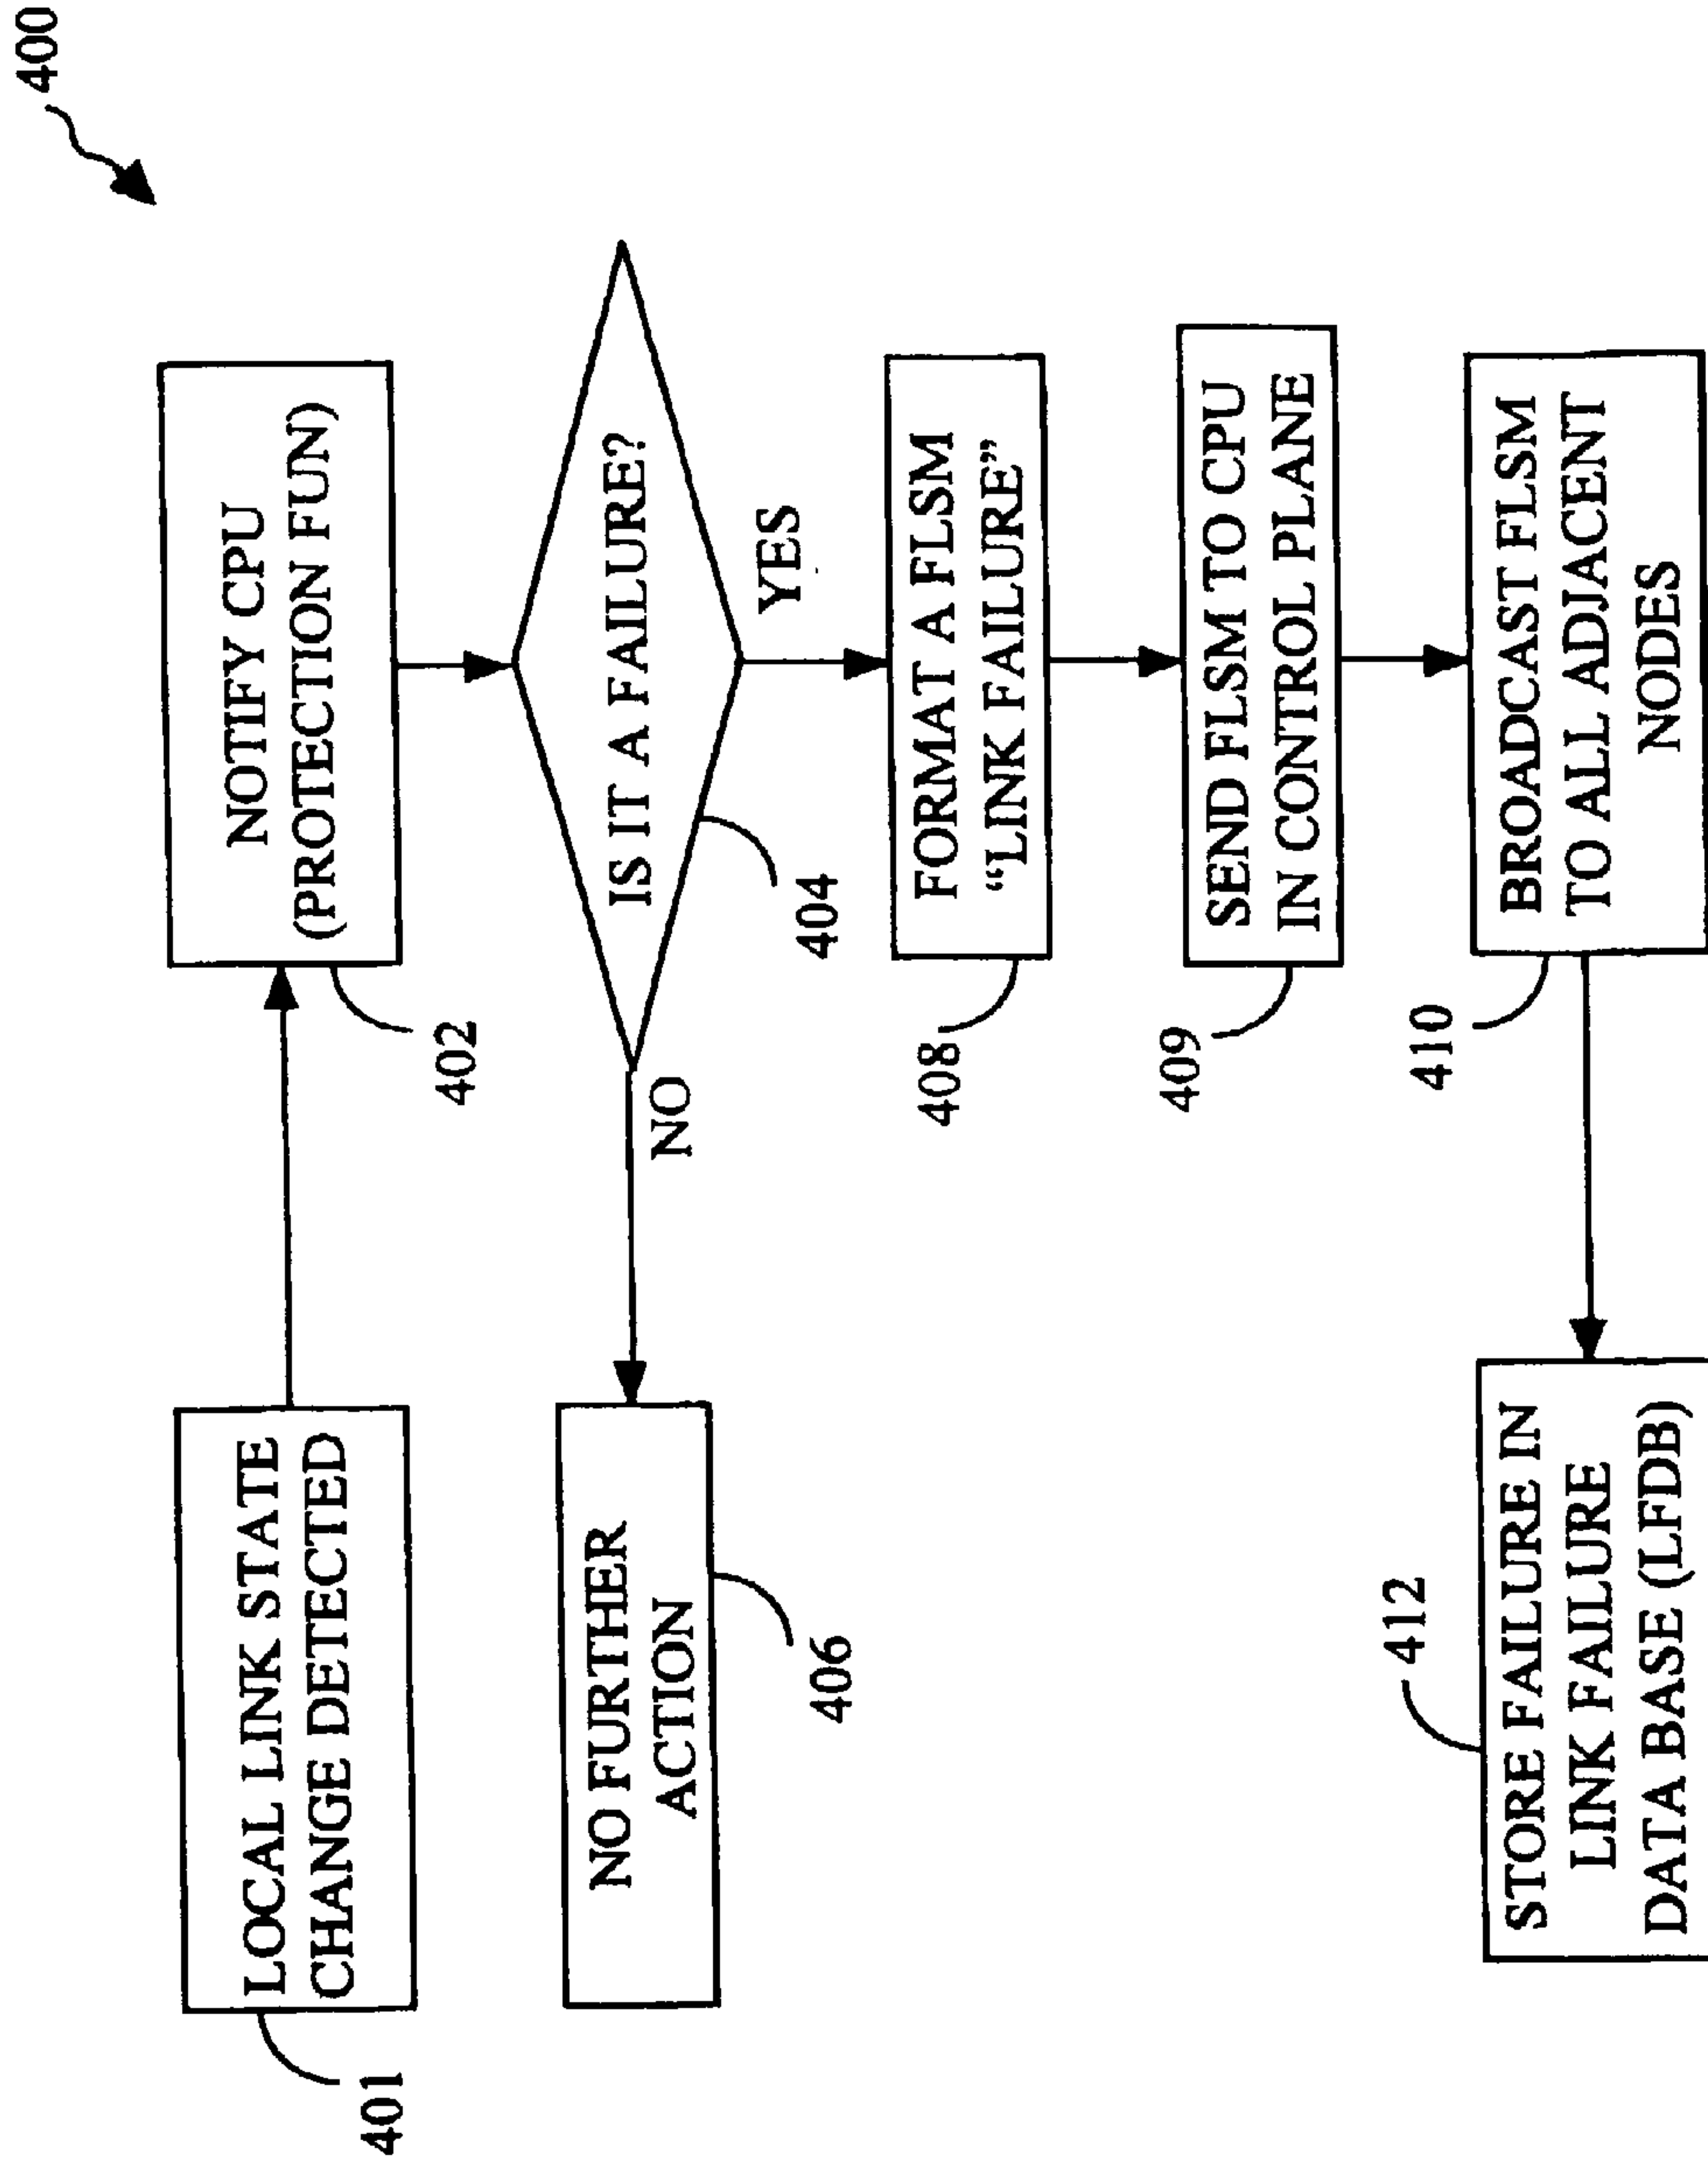 400
LOCAL LINK STATE
CHANGE DETECTED
401
NOTIFY CPU
(PROTECTION FUN)
402
IS IT A FAILURE?
404
NO
YES
NO FURTHER
ACTION
406
FORMAT A FLSM
“LINK FAILURE”
408
SEND FLSM TO CPU
IN CONTROL PLANE
409
BROADCAST FLSM
TO ALL ADJACENT
NODES
410
STORE FAILURE IN
LINK FAILURE
DATA BASE (LFDB)
412